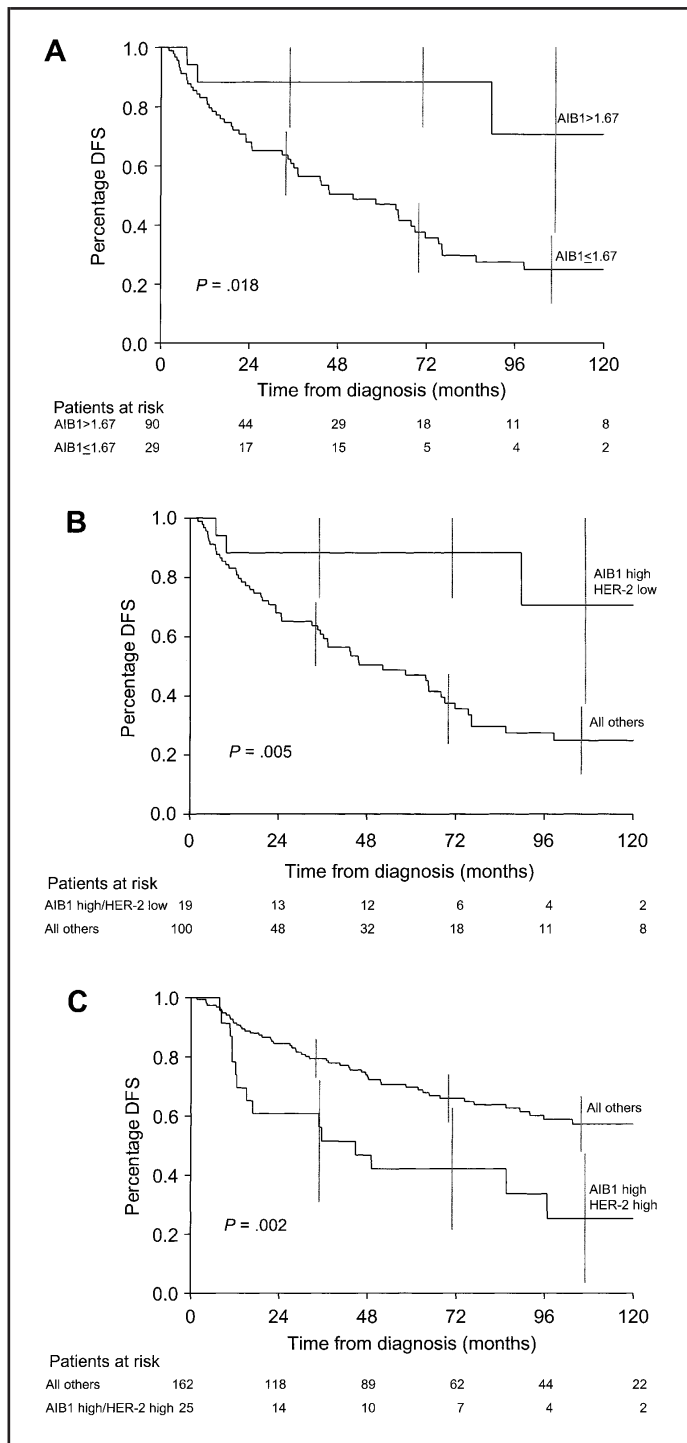 A
Percentage DFS
1.0
0.8
0.6
0.4
0.2
0.0
AIB1>1.67
AIB1≤1.67
P = .018
0 24 48 72 96 120
Time from diagnosis (months)
Patients at risk
AIB1>1.67 90 44 29 18 11 8
AIB1≤1.67 29 17 15 5 4 2
B
Percentage DFS
1.0
0.8
0.6
0.4
0.2
0.0
AIB1 high
HER-2 low
All others
P = .005
0 24 48 72 96 120
Time from diagnosis (months)
Patients at risk
AIB1 high/HER-2 low 19 13 12 6 4 2
All others 100 48 32 18 11 8
C
Percentage DFS
1.0
0.8
0.6
0.4
0.2
0.0
All others
AIB1 high
HER-2 high
P = .002
0 24 48 72 96 120
Time from diagnosis (months)
Patients at risk
All others 162 118 89 62 44 22
AIB1 high/HER-2 high 25 14 10 7 4 2